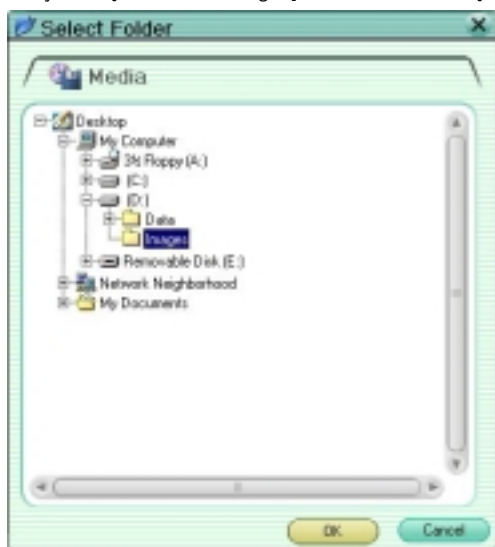 Select Folder
Media
Desktop
My Computer
3½ Floppy (A:)
(C:)
(D:)
Data
Images
Removable Disk (E:)
Network Neighborhood
My Documents
OK
Cancel